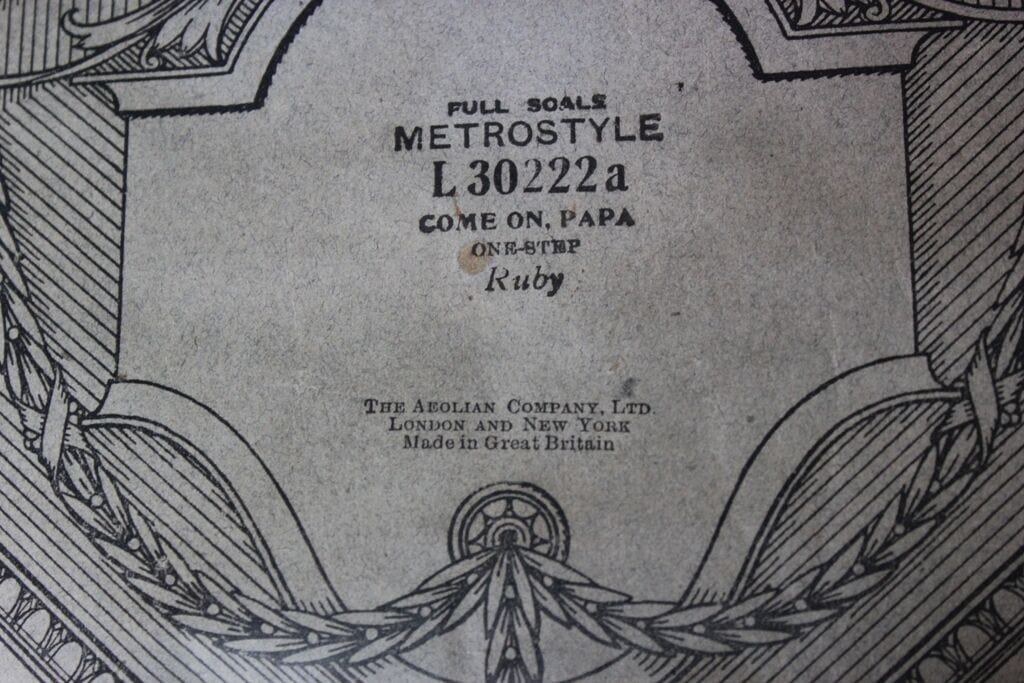 FULL SCALE
METROSTYLE
L 30222a
COME ON, PAPA
ONE-STEP
Ruby
THE AEOLIAN COMPANY, LTD.
LONDON AND NEW YORK
Made in Great Britain